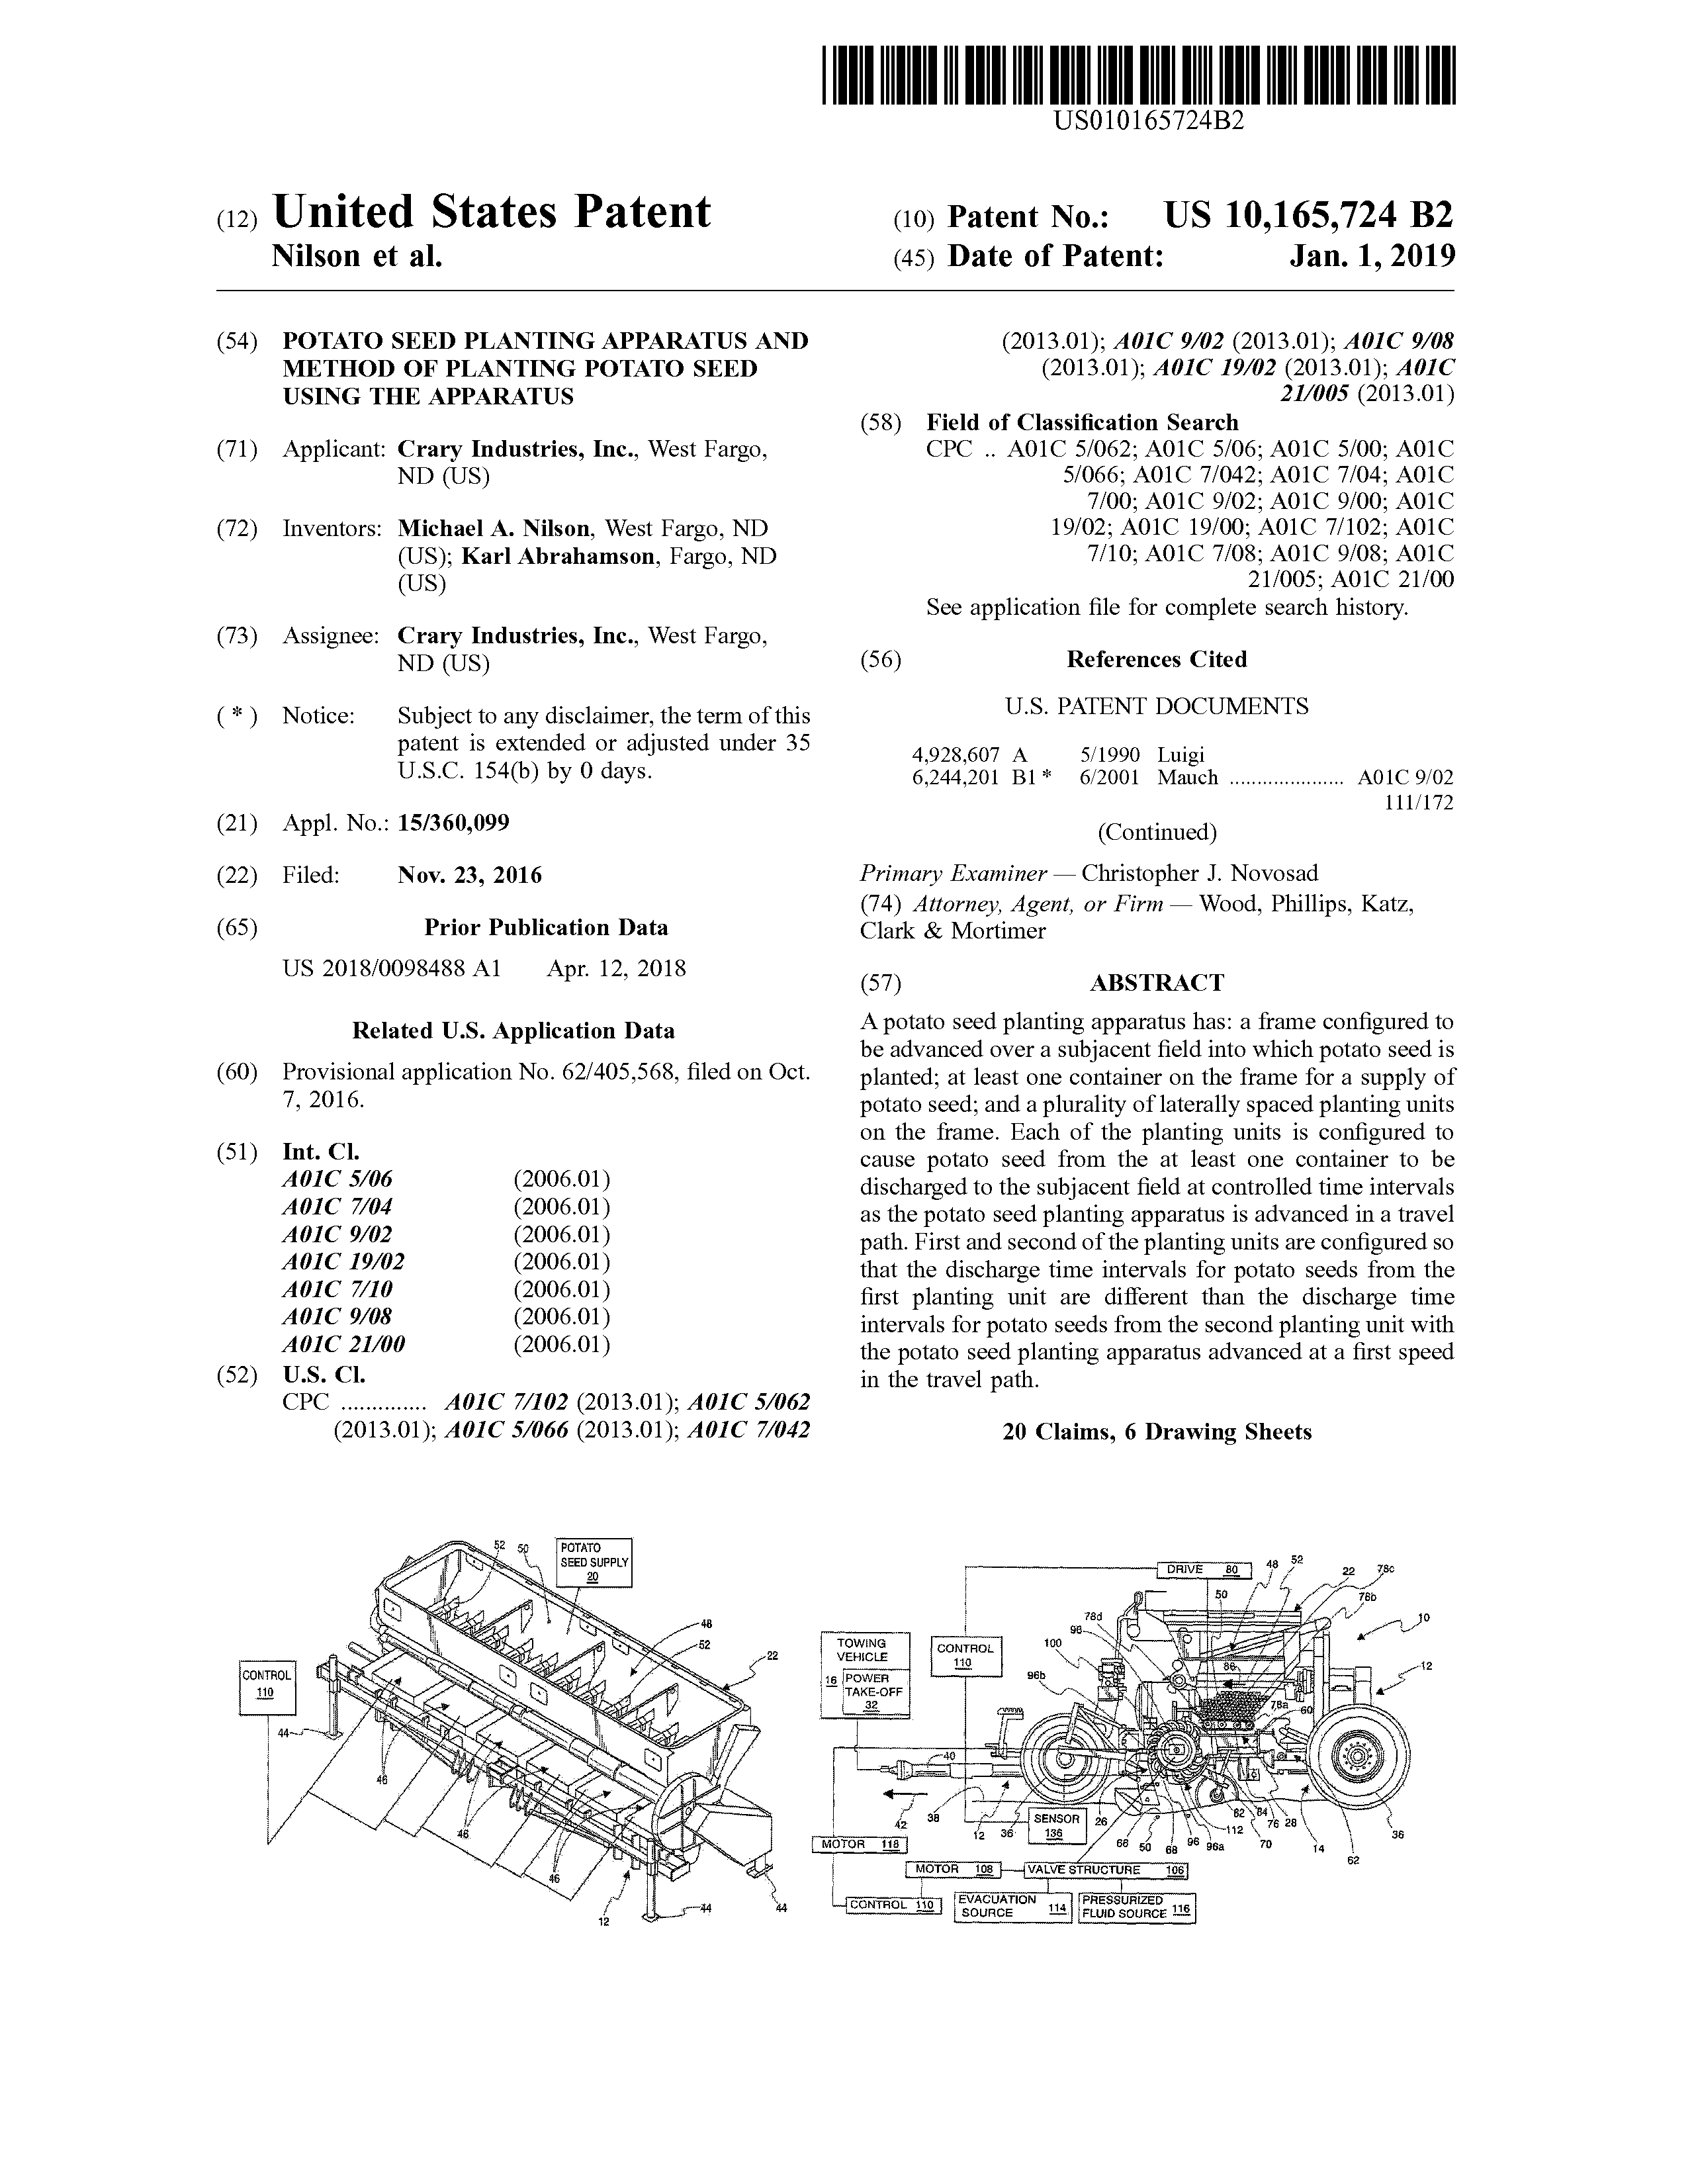 US010165724B2
(12) United States Patent
Nilson et al.
(10) Patent No.: US 10,165,724 B2
(45) Date of Patent: Jan. 1, 2019
(54) POTATO SEED PLANTING APPARATUS AND
METHOD OF PLANTING POTATO SEED
USING THE APPARATUS
(71) Applicant: Crary Industries, Inc., West Fargo,
ND (US)
(72) Inventors: Michael A. Nilson, West Fargo, ND
(US); Karl Abrahamson, Fargo, ND
(US)
(73) Assignee: Crary Industries, Inc., West Fargo,
ND (US)
( * ) Notice: Subject to any disclaimer, the term of this
patent is extended or adjusted under 35
U.S.C. 154(b) by 0 days.
(21) Appl. No.: 15/360,099
(22) Filed: Nov. 23, 2016
(65) Prior Publication Data
US 2018/0098488 A1 Apr. 12, 2018
Related U.S. Application Data
(60) Provisional application No. 62/405,568, filed on Oct.
7, 2016.
(51) Int. Cl.
A01C 5/06 (2006.01)
A01C 7/04 (2006.01)
A01C 9/02 (2006.01)
A01C 19/02 (2006.01)
A01C 7/10 (2006.01)
A01C 9/08 (2006.01)
A01C 21/00 (2006.01)
(52) U.S. Cl.
CPC .............. A01C 7/102 (2013.01); A01C 5/062
(2013.01); A01C 5/066 (2013.01); A01C 7/042
(2013.01); A01C 9/02 (2013.01); A01C 9/08
(2013.01); A01C 19/02 (2013.01); A01C
21/005 (2013.01)
(58) Field of Classification Search
CPC .. A01C 5/062; A01C 5/06; A01C 5/00; A01C
5/066; A01C 7/042; A01C 7/04; A01C
7/00; A01C 9/02; A01C 9/00; A01C
19/02; A01C 19/00; A01C 7/102; A01C
7/10; A01C 7/08; A01C 9/08; A01C
21/005; A01C 21/00
See application file for complete search history.
(56) References Cited
U.S. PATENT DOCUMENTS
4,928,607 A 5/1990 Luigi
6,244,201 B1 * 6/2001 Mauch ..................... A01C 9/02
111/172
(Continued)
Primary Examiner — Christopher J. Novosad
(74) Attorney, Agent, or Firm — Wood, Phillips, Katz,
Clark & Mortimer
(57) ABSTRACT
A potato seed planting apparatus has: a frame configured to
be advanced over a subjacent field into which potato seed is
planted; at least one container on the frame for a supply of
potato seed; and a plurality of laterally spaced planting units
on the frame. Each of the planting units is configured to
cause potato seed from the at least one container to be
discharged to the subjacent field at controlled time intervals
as the potato seed planting apparatus is advanced in a travel
path. First and second of the planting units are configured so
that the discharge time intervals for potato seeds from the
first planting unit are different than the discharge time
intervals for potato seeds from the second planting unit with
the potato seed planting apparatus advanced at a first speed
in the travel path.
20 Claims, 6 Drawing Sheets
52 50 POTATO
SEED SUPPLY
20
48
52
22
CONTROL
110
44
46
46
46
12
44
44
DRIVE 80
48 52
22 78c
50
78b
78d
98
10
100
TOWING
VEHICLE
16 POWER
TAKE-OFF
32
CONTROL
110
96b
86
12
78a
60
40
42
38
12 36
SENSOR
136
26
66 50 68 96 96a
112
82 84 76 28
70
14
62
36
MOTOR 118
MOTOR 108
VALVE STRUCTURE 106
CONTROL 110
EVACUATION
SOURCE 114
PRESSURIZED
FLUID SOURCE 116